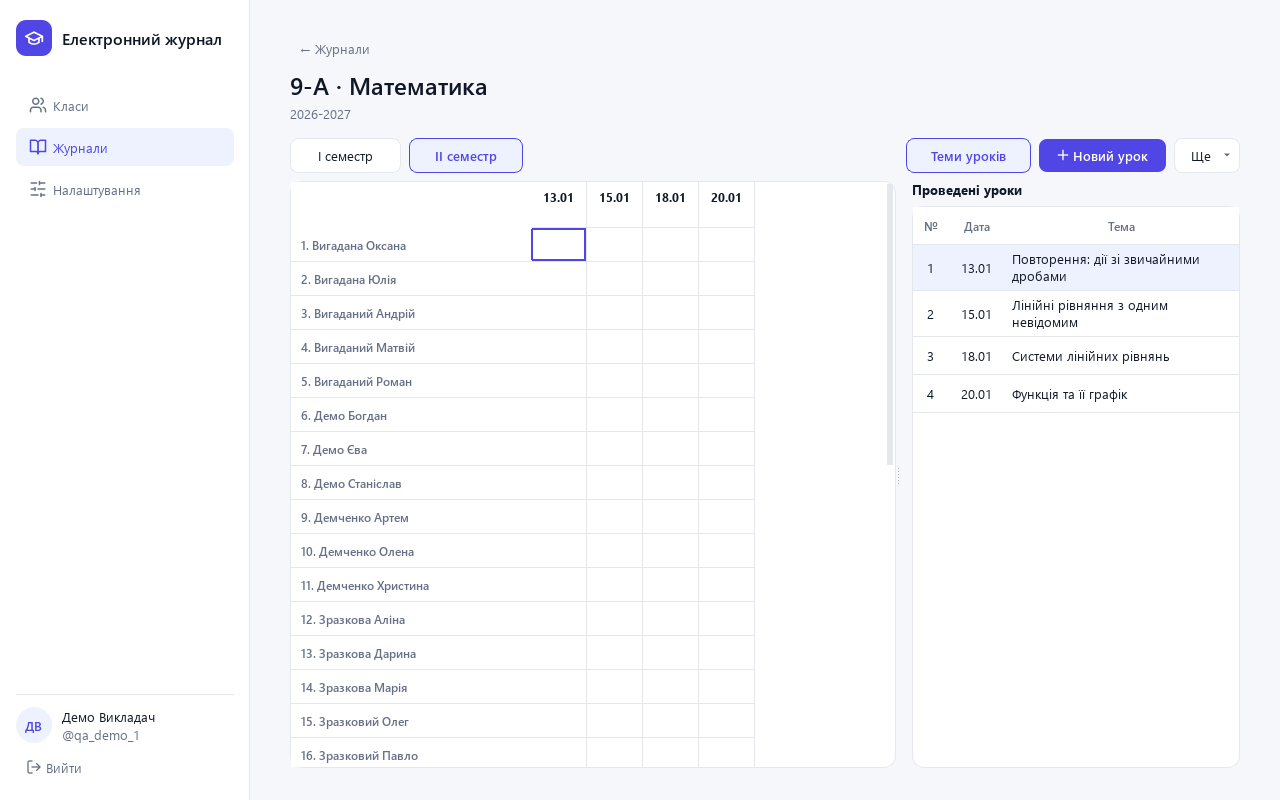 Електронний журнал
Класи
Журнали
Налаштування
Демо Викладач
ДВ
@qa_demo_1
Вийти
← Журнали
9-А · Математика
2026-2027
І семестр
ІІ семестр
Теми уроків
+ Новий урок
Ще
13.01 15.01 18.01 20.01
1. Вигадана Оксана
2. Вигадана Юлія
3. Вигаданий Андрій
4. Вигаданий Матвій
5. Вигаданий Роман
6. Демо Богдан
7. Демо Єва
8. Демо Станіслав
9. Демченко Артем
10. Демченко Олена
11. Демченко Христина
12. Зразкова Аліна
13. Зразкова Дарина
14. Зразкова Марія
15. Зразковий Олег
16. Зразковий Павло
Проведені уроки
№ Дата Тема
1 13.01 Повторення: дії зі звичайними
дробами
2 15.01 Лінійні рівняння з одним
невідомим
3 18.01 Системи лінійних рівнянь
4 20.01 Функція та її графік